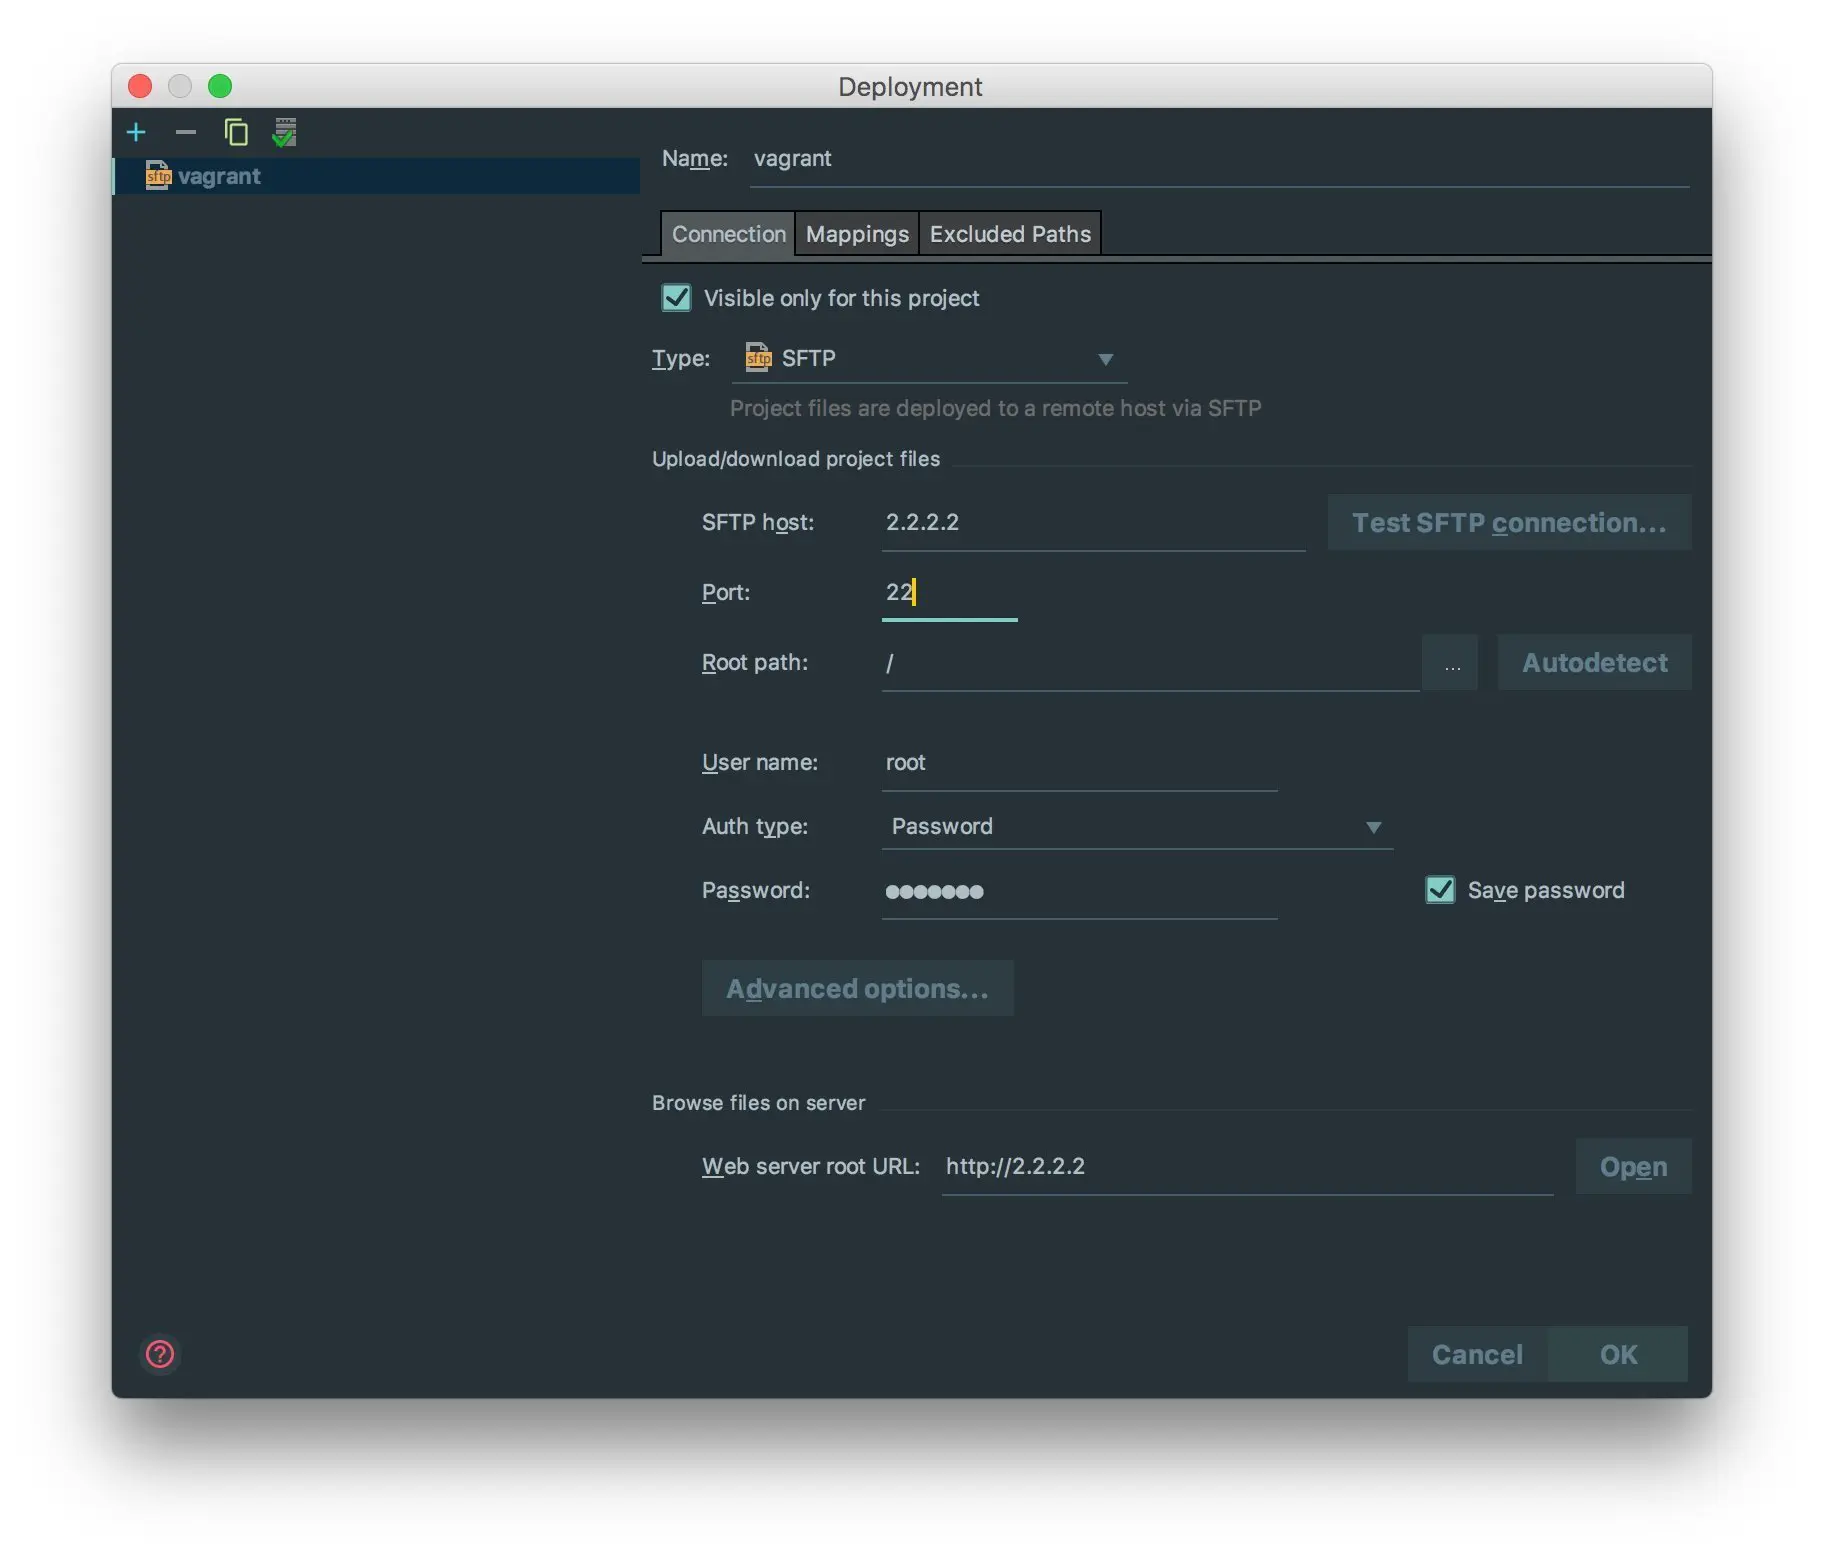 Deployment
sftp vagrant
Name: vagrant
Connection Mappings Excluded Paths
Visible only for this project
Type: sftp SFTP
Project files are deployed to a remote host via SFTP
Upload/download project files
SFTP host: 2.2.2.2 Test SFTP connection...
Port: 22
Root path: / ... Autodetect
User name: root
Auth type: Password
Password: ●●●●●●● Save password
Advanced options...
Browse files on server
Web server root URL: http://2.2.2.2 Open
? Cancel OK